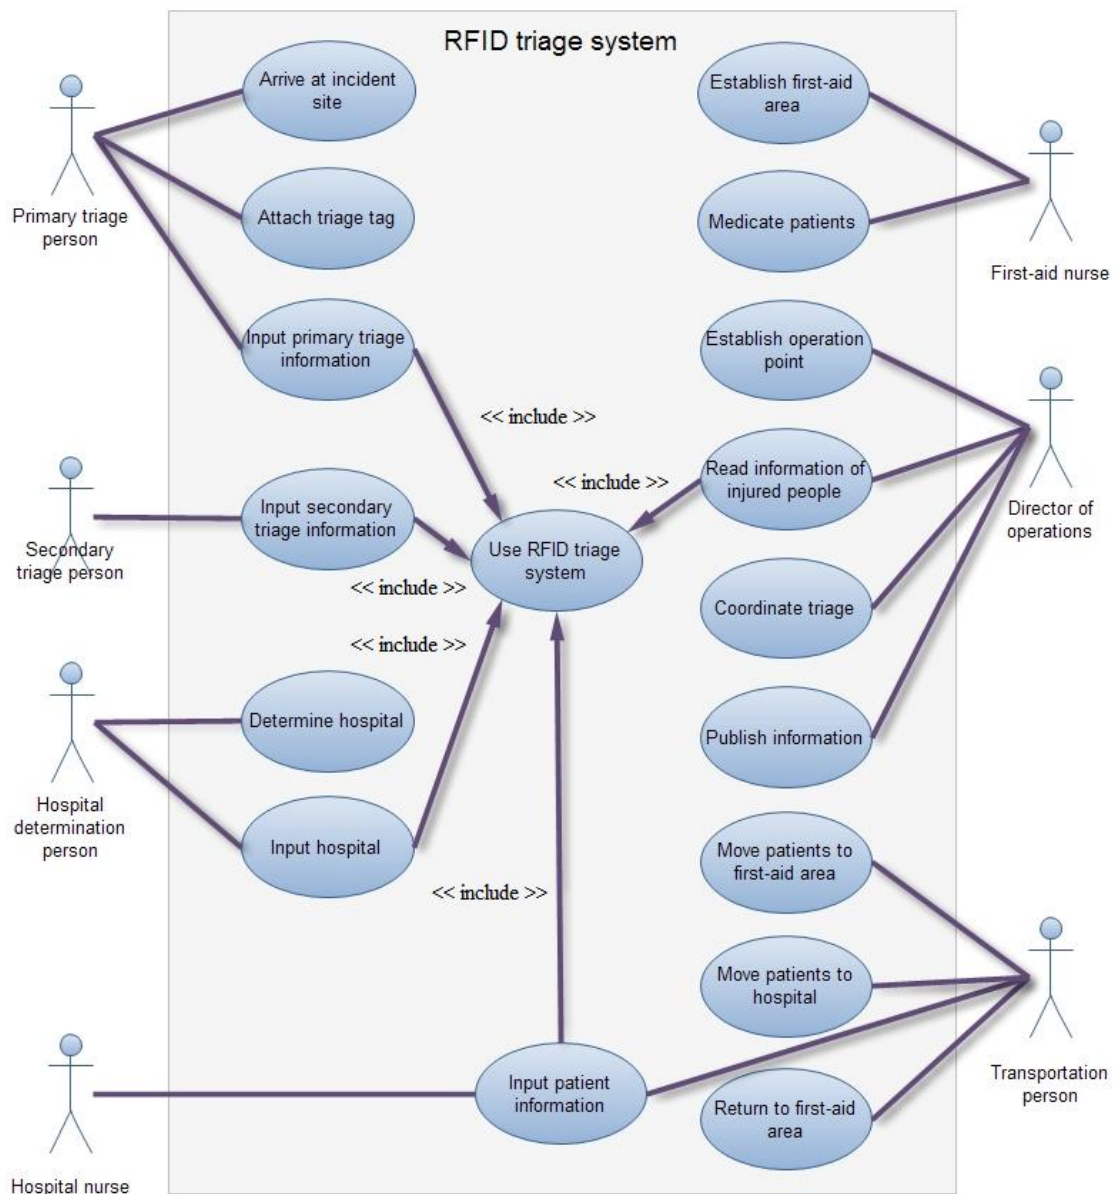 RFID triage system
Arrive at incident
site
Establish first-aid
area
Primary triage
person
Attach triage tag
Medicate patients
First-aid nurse
Input primary triage
information
Establish operation
point
<< include >>
<< include >>
Read information of
injured people
Input secondary
triage information
Director of
operations
Secondary
triage person
Use RFID triage
system
<< include >>
Coordinate triage
<< include >>
Determine hospital
Publish information
Hospital
determination
person
Input hospital
Move patients to
first-aid area
<< include >>
Move patients to
hospital
Transportation
person
Input patient
information
Return to first-aid
area
Hospital nurse